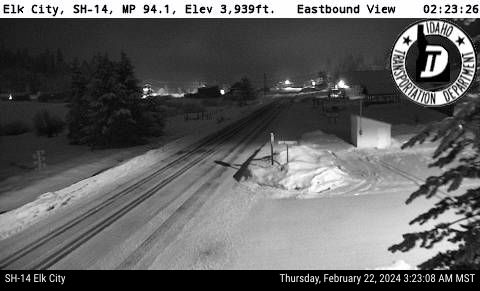 Elk City, SH-14, MP 94.1, Elev 3,939ft. Eastbound View 02:23:26
IDAHO
TRANSPORTATION DEPARTMENT
SH-14 Elk City Thursday, February 22, 2024 3:23:08 AM MST